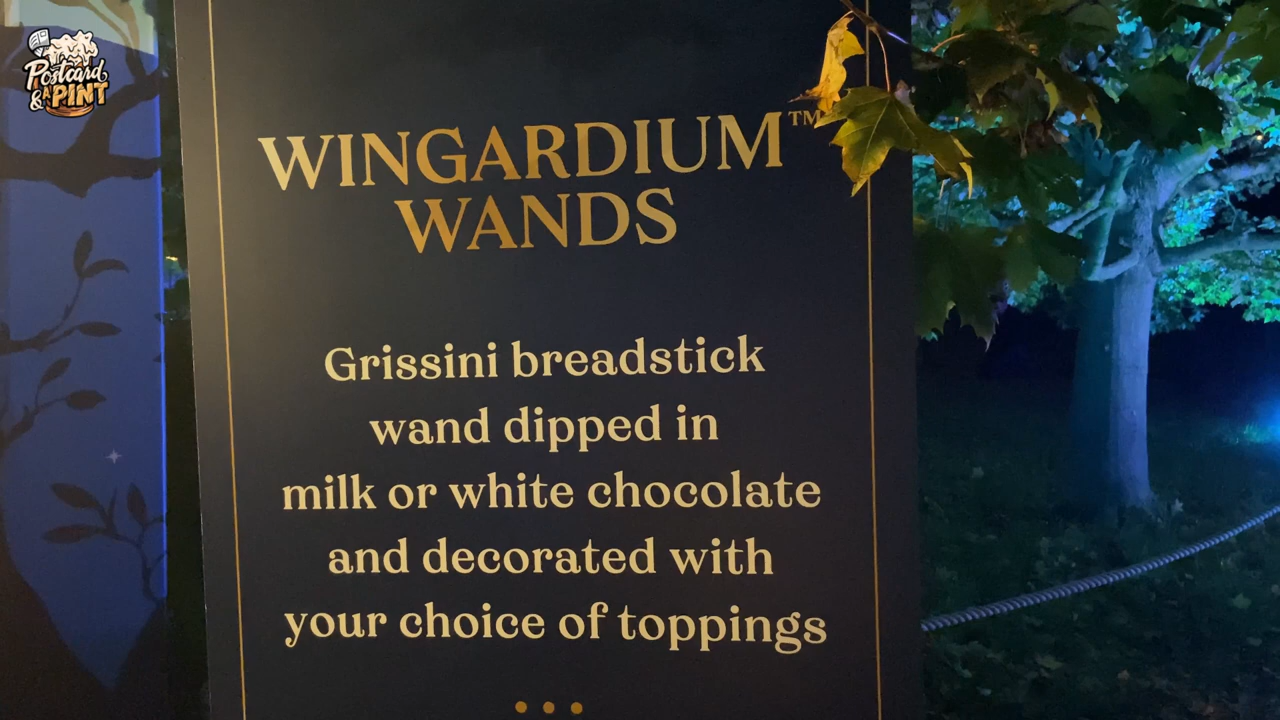 Postcard
& A PINT
WINGARDIUM™
WANDS
Grissini breadstick
wand dipped in
milk or white chocolate
and decorated with
your choice of toppings